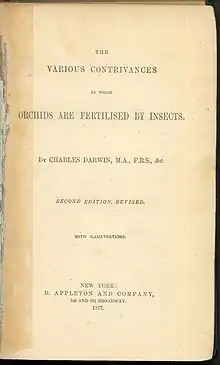 THE
VARIOUS CONTRIVANCES
BY WHICH
ORCHIDS ARE FERTILISED BY INSECTS.
BY CHARLES DARWIN, M.A., F.R.S., &c
SECOND EDITION, REVISED.
WITH ILLUSTRATIONS.
NEW YORK:
D. APPLETON AND COMPANY,
549 AND 551 BROADWAY.
1877.